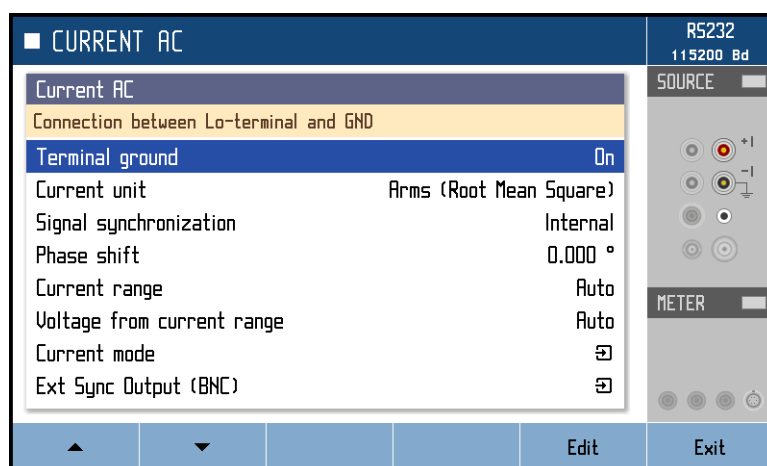 CURRENT AC
RS232
115200 Bd
SOURCE
Current AC
Connection between Lo-terminal and GND
Terminal ground On
Current unit Arms (Root Mean Square)
Signal synchronization Internal
Phase shift 0.000 °
Current range Auto
Voltage from current range Auto
Current mode
Ext Sync Output (BNC)
+I
-I
METER
Edit
Exit